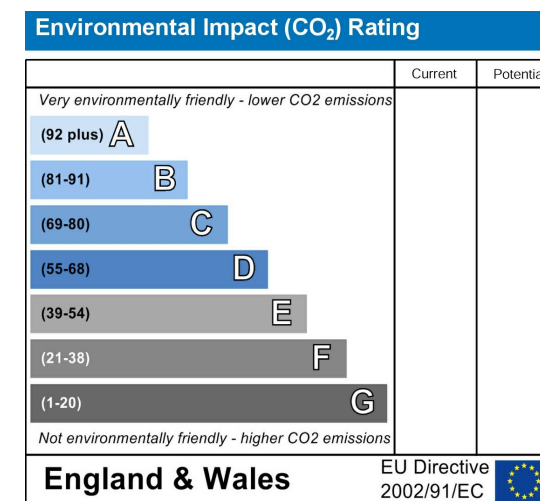 Environmental Impact (CO₂) Rating
Current Potentia
Very environmentally friendly - lower CO2 emissions
(92 plus) A
(81-91) B
(69-80) C
(55-68) D
(39-54) E
(21-38) F
(1-20) G
Not environmentally friendly - higher CO2 emissions
England & Wales
EU Directive
2002/91/EC